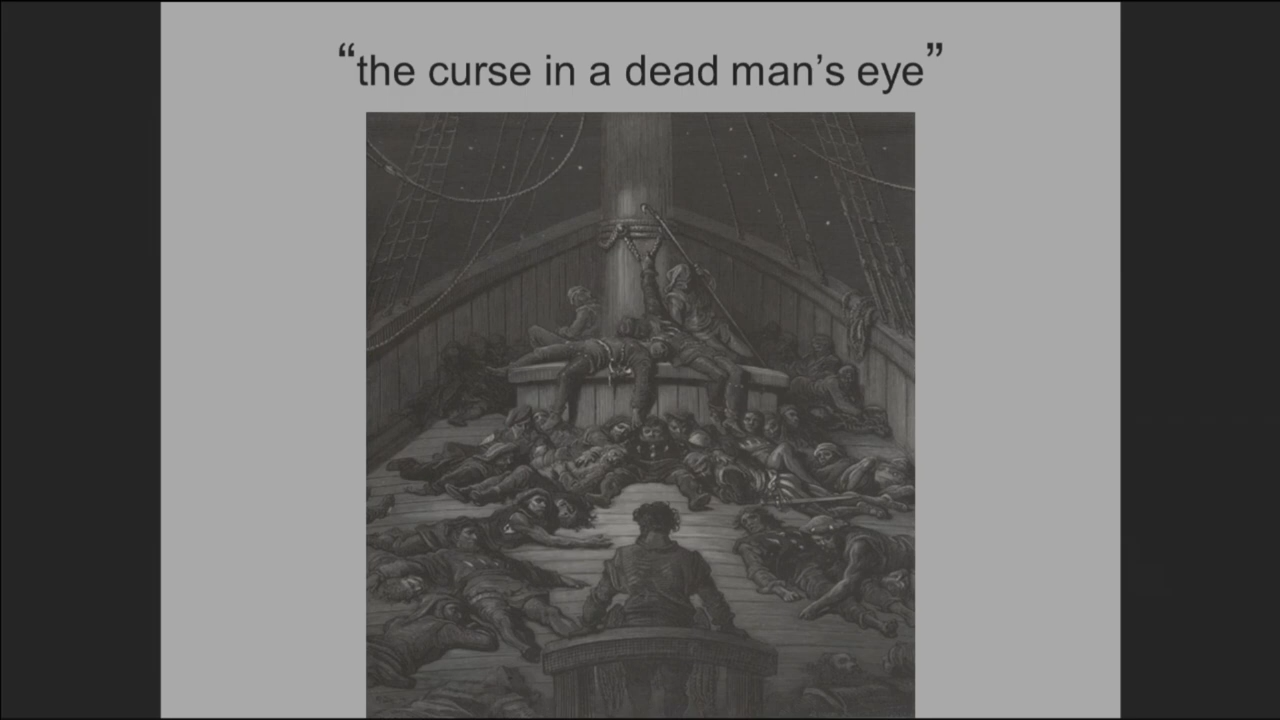 “the curse in a dead man’s eye”